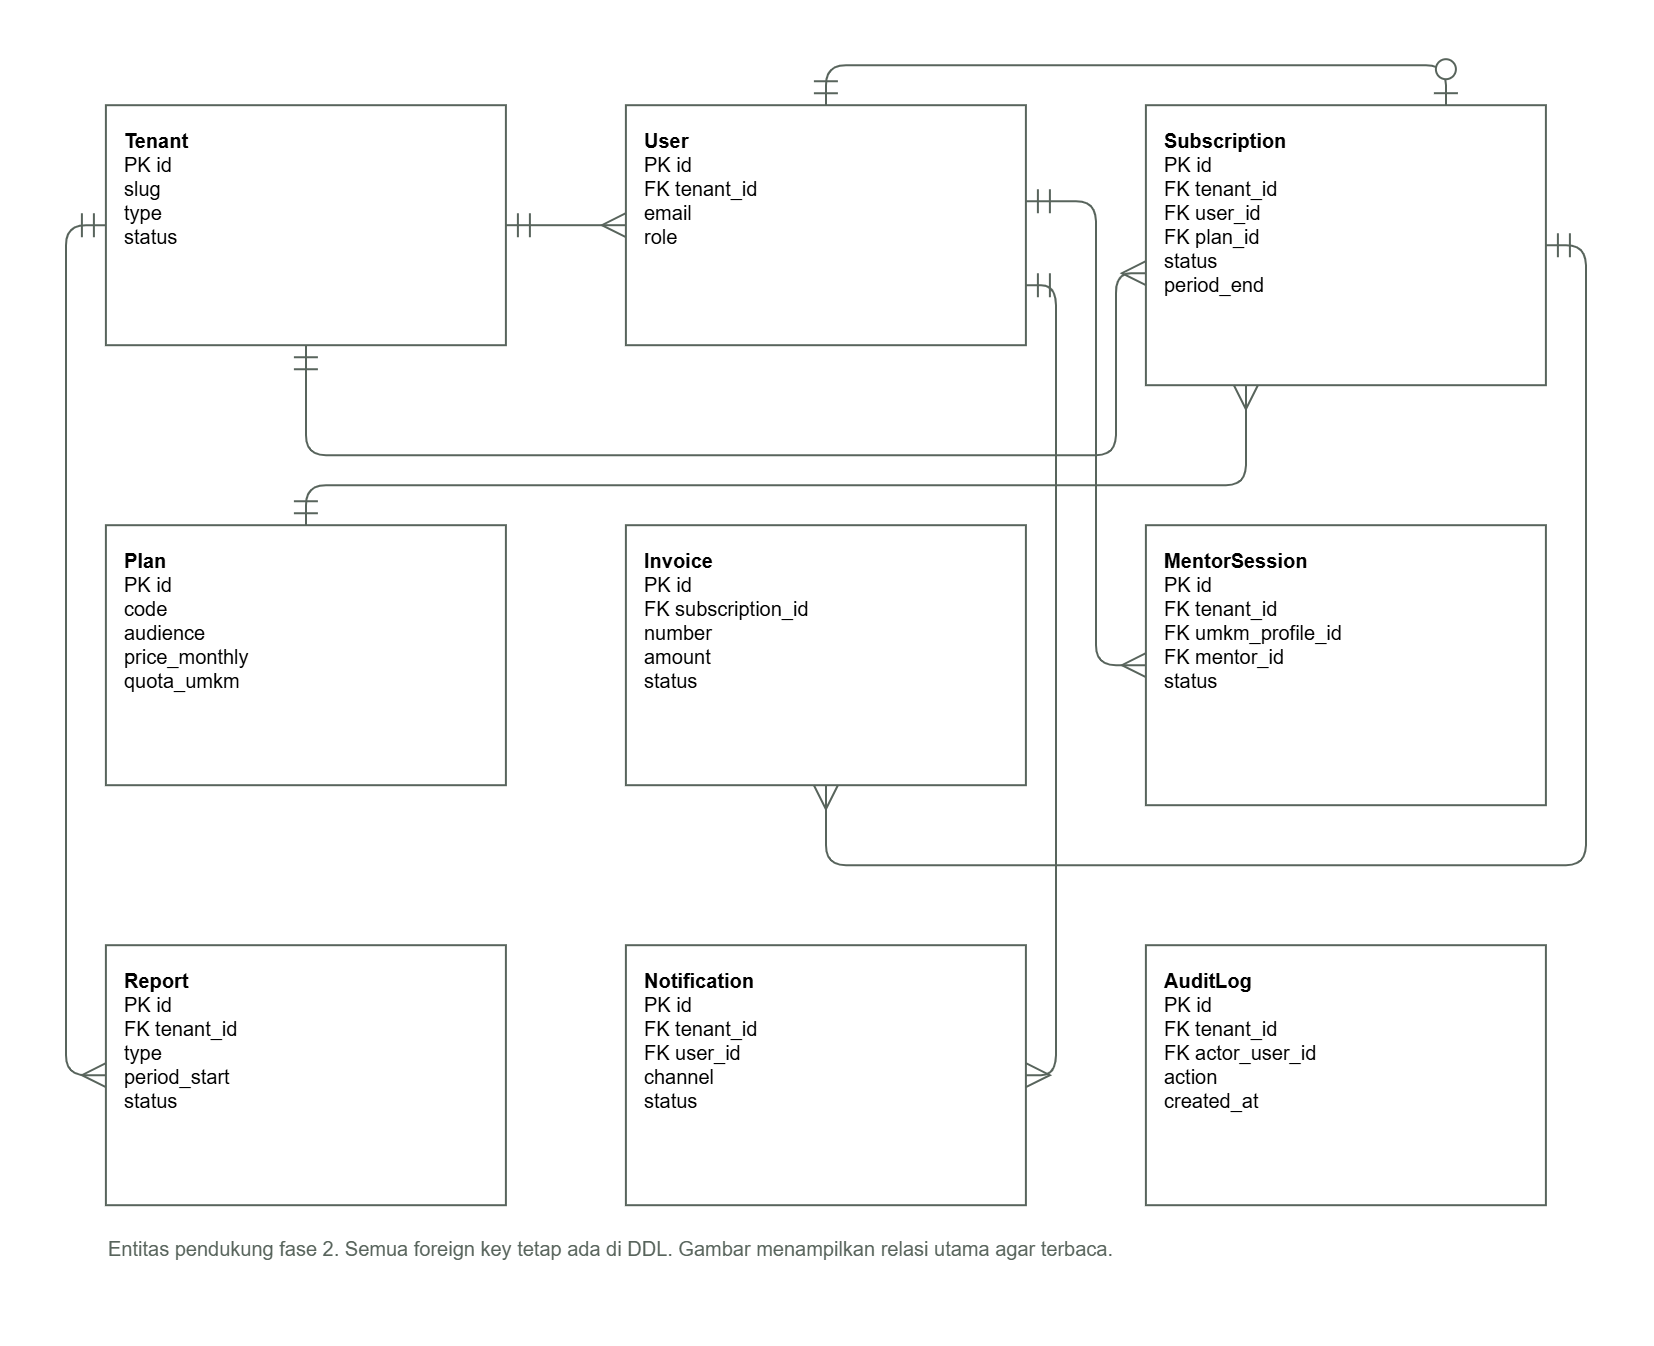 Tenant
PK id
slug
type
status
User
PK id
FK tenant_id
email
role
Subscription
PK id
FK tenant_id
FK user_id
FK plan_id
status
period_end
Plan
PK id
code
audience
price_monthly
quota_umkm
Invoice
PK id
FK subscription_id
number
amount
status
MentorSession
PK id
FK tenant_id
FK umkm_profile_id
FK mentor_id
status
Report
PK id
FK tenant_id
type
period_start
status
Notification
PK id
FK tenant_id
FK user_id
channel
status
AuditLog
PK id
FK tenant_id
FK actor_user_id
action
created_at
Entitas pendukung fase 2. Semua foreign key tetap ada di DDL. Gambar menampilkan relasi utama agar terbaca.